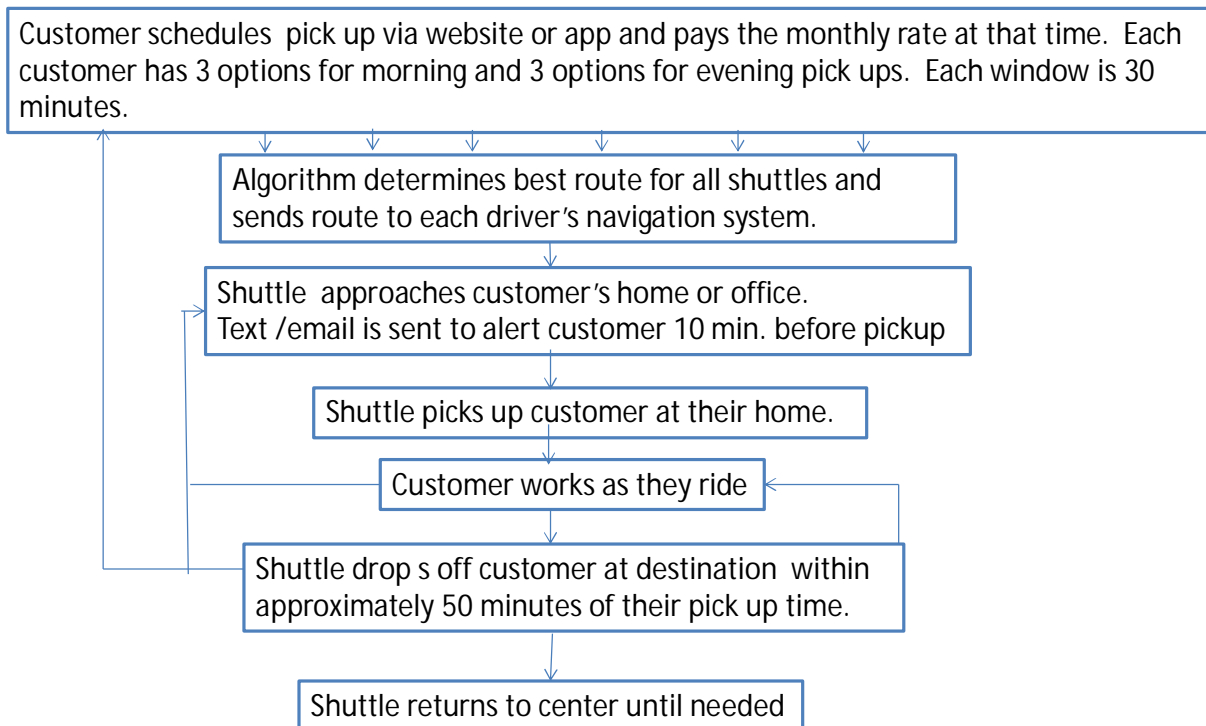 Customer schedules  pick up via website or app and pays the monthly rate at that time.  Each
customer has 3 options for morning and 3 options for evening pick ups.  Each window is 30
minutes.
Algorithm determines best route for all shuttles and
sends route to each driver's navigation system.
Shuttle  approaches customer's home or office.
Text /email is sent to alert customer 10 min. before pickup
Shuttle picks up customer at their home.
Customer works as they ride
Shuttle drop s off customer at destination  within
approximately 50 minutes of their pick up time.
Shuttle returns to center until needed